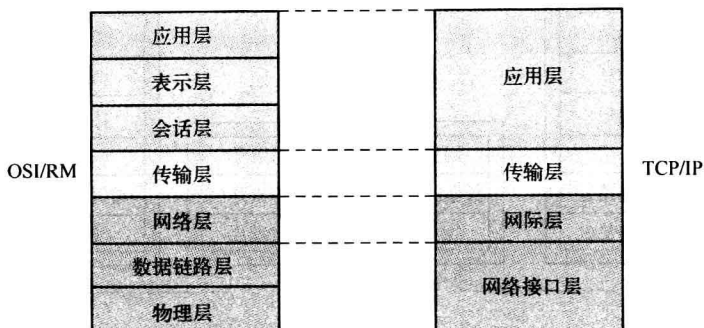 应用层
表示层
会话层
OSI/RM
传输层
网络层
数据链路层
物理层
应用层
传输层
TCP/IP
网际层
网络接口层